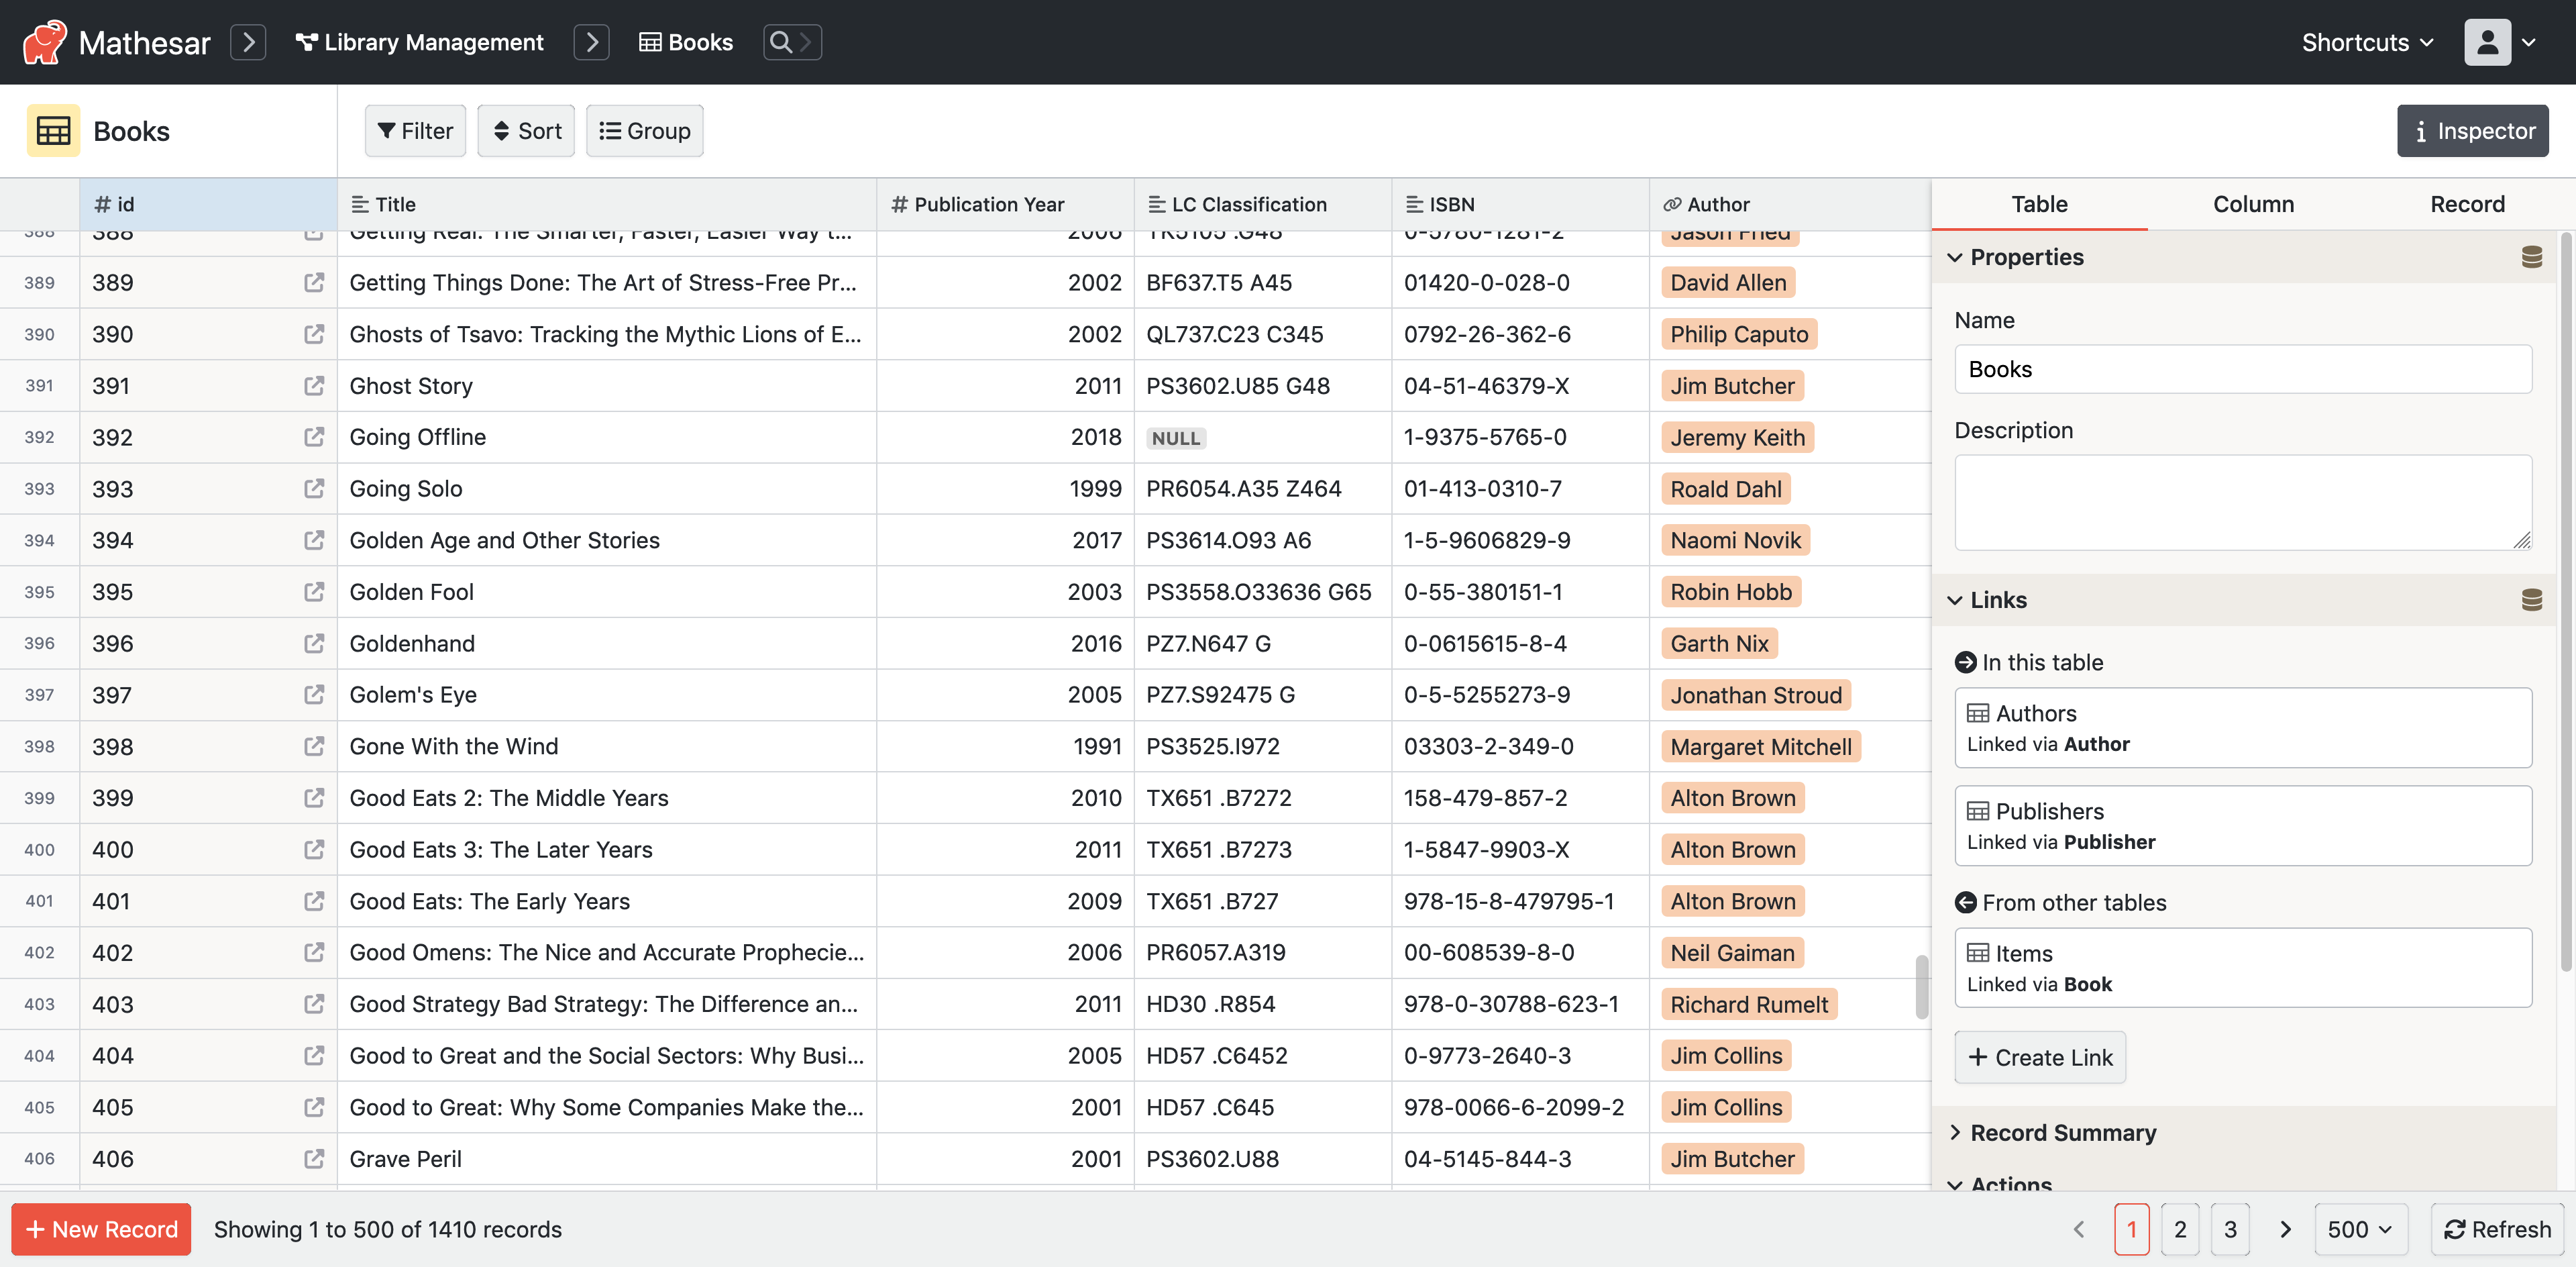 Mathesar Library Management Books Shortcuts
Books Filter Sort Group Inspector
# id Title # Publication Year LC Classification ISBN Author Table Column Record
388 388 Getting Real: The Smarter, Faster, Easier Way t... 2006 TK5105 .G48 0-5780-1281-2 Jason Fried
389 389 Getting Things Done: The Art of Stress-Free Pr... 2002 BF637.T5 A45 01420-0-028-0 David Allen
390 390 Ghosts of Tsavo: Tracking the Mythic Lions of E... 2002 QL737.C23 C345 0792-26-362-6 Philip Caputo
391 391 Ghost Story 2011 PS3602.U85 G48 04-51-46379-X Jim Butcher
392 392 Going Offline 2018 NULL 1-9375-5765-0 Jeremy Keith
393 393 Going Solo 1999 PR6054.A35 Z464 01-413-0310-7 Roald Dahl
394 394 Golden Age and Other Stories 2017 PS3614.O93 A6 1-5-9606829-9 Naomi Novik
395 395 Golden Fool 2003 PS3558.O33636 G65 0-55-380151-1 Robin Hobb
396 396 Goldenhand 2016 PZ7.N647 G 0-0615615-8-4 Garth Nix
397 397 Golem's Eye 2005 PZ7.S92475 G 0-5-5255273-9 Jonathan Stroud
398 398 Gone With the Wind 1991 PS3525.I972 03303-2-349-0 Margaret Mitchell
399 399 Good Eats 2: The Middle Years 2010 TX651 .B7272 158-479-857-2 Alton Brown
400 400 Good Eats 3: The Later Years 2011 TX651 .B7273 1-5847-9903-X Alton Brown
401 401 Good Eats: The Early Years 2009 TX651 .B727 978-15-8-479795-1 Alton Brown
402 402 Good Omens: The Nice and Accurate Prophecie... 2006 PR6057.A319 00-608539-8-0 Neil Gaiman
403 403 Good Strategy Bad Strategy: The Difference an... 2011 HD30 .R854 978-0-30788-623-1 Richard Rumelt
404 404 Good to Great and the Social Sectors: Why Busi... 2005 HD57 .C6452 0-9773-2640-3 Jim Collins
405 405 Good to Great: Why Some Companies Make the... 2001 HD57 .C645 978-0066-6-2099-2 Jim Collins
406 406 Grave Peril 2001 PS3602.U88 04-5145-844-3 Jim Butcher
Properties
Name
Books
Description
Links
In this table
Authors
Linked via Author
Publishers
Linked via Publisher
From other tables
Items
Linked via Book
+ Create Link
Record Summary
Actions
+ New Record Showing 1 to 500 of 1410 records 1 2 3 500 Refresh